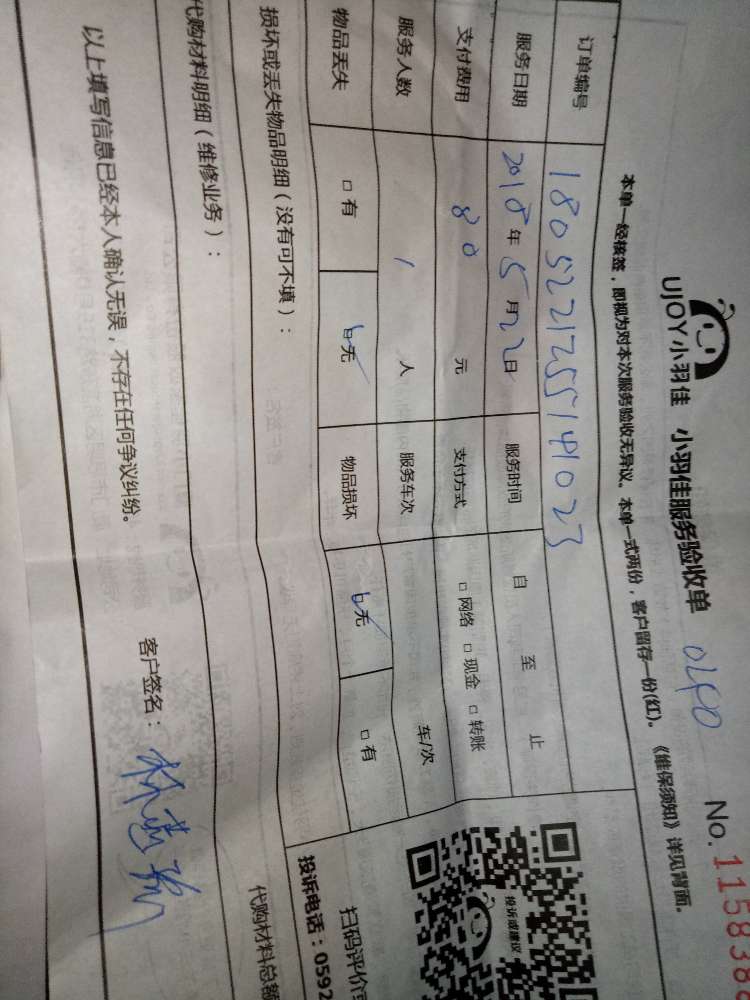 UJOY小羽佳 小羽佳服务验收单 0240 No.115838
本单一经核签，即视为对本次服务验收无异议。本单一式两份，客户留存一份(红)。《维保须知》详见背面。
订单编号 1805221255141023
服务日期 2018年5月22日 服务时间 自 至 止
支付费用 80 元 支付方式 □网络 □现金 □转账
服务人数 1 人 服务车次 车/次
物品丢失 □有 □无 物品损坏 □无 □有
投诉或建议
扫码评价
投诉电话：0592
损坏或丢失物品明细（没有可不填）：
代购材料明细（维修业务）： 代购材料总额
以上填写信息已经本人确认无误，不存在任何争议纠纷。 客户签名：